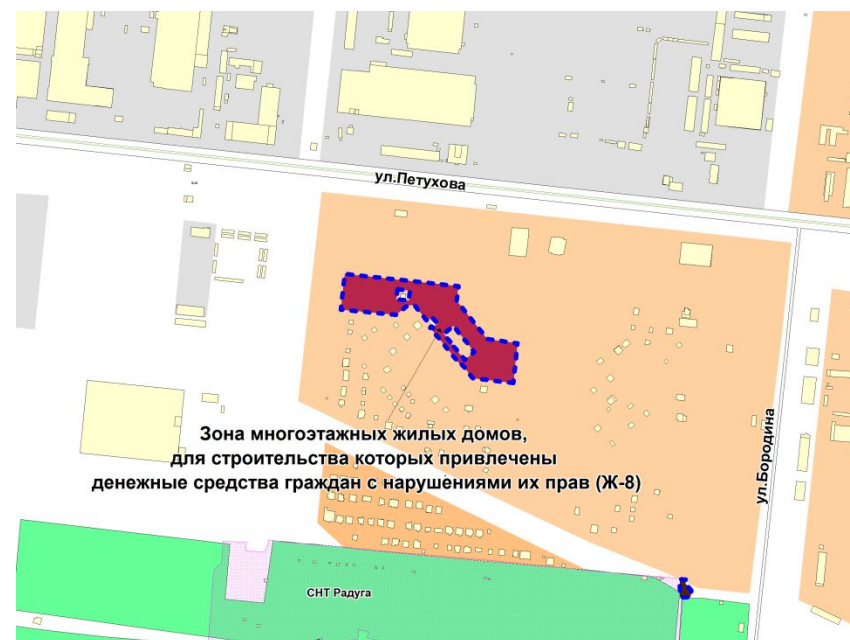 ул.Петухова
Зона многоэтажных жилых домов,
для строительства которых привлечены
денежные средства граждан с нарушениями их прав (Ж-8)
ул.Бородина
СНТ Радуга